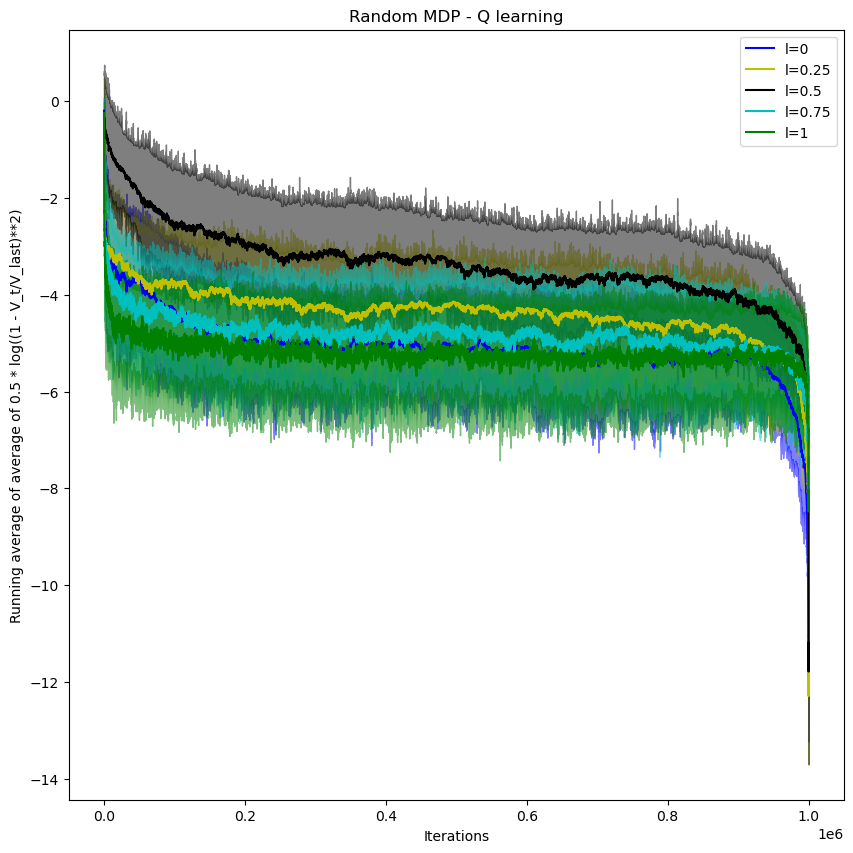 Random MDP - Q learning
l=0
l=0.25
l=0.5
l=0.75
l=1
Running average of average of 0.5 * log((1 - V_t/V_last)**2)
0
−2
−4
−6
−8
−10
−12
−14
0.0 0.2 0.4 0.6 0.8 1.0
1e6
Iterations